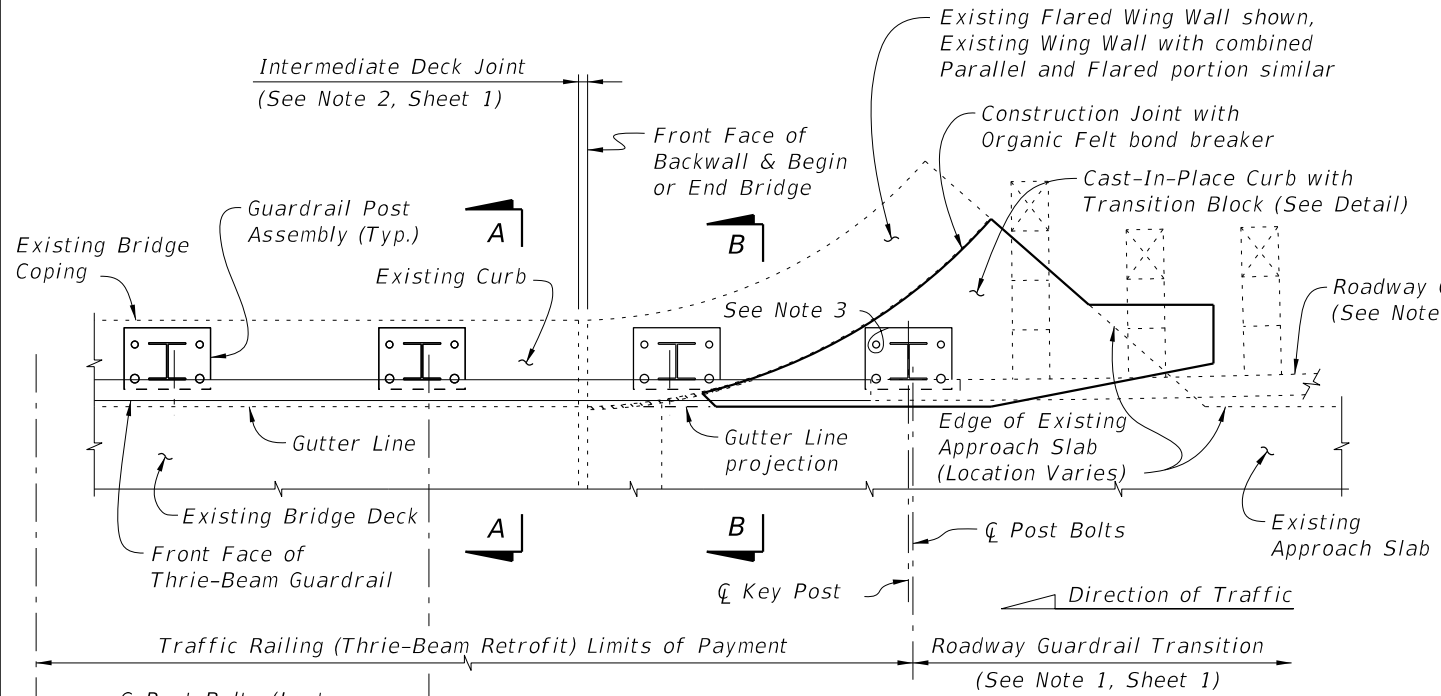 Existing Flared Wing Wall shown,
Existing Wing Wall with combined
Parallel and Flared portion similar
Intermediate Deck Joint
(See Note 2, Sheet 1)
Construction Joint with
Organic Felt bond breaker
Front Face of
Backwall & Begin
or End Bridge
Cast-In-Place Curb with
Transition Block (See Detail)
Guardrail Post
Assembly (Typ.)
A
B
Existing Bridge
Coping
Existing Curb
See Note 3
Roadway
(See Note
Gutter Line
Gutter Line
projection
Edge of Existing
Approach Slab
(Location Varies)
Existing Bridge Deck
A
B
℄ Post Bolts
Existing
Approach Slab
Front Face of
Thrie-Beam Guardrail
℄ Key Post
Direction of Traffic
Traffic Railing (Thrie-Beam Retrofit) Limits of Payment
Roadway Guardrail Transition
(See Note 1, Sheet 1)